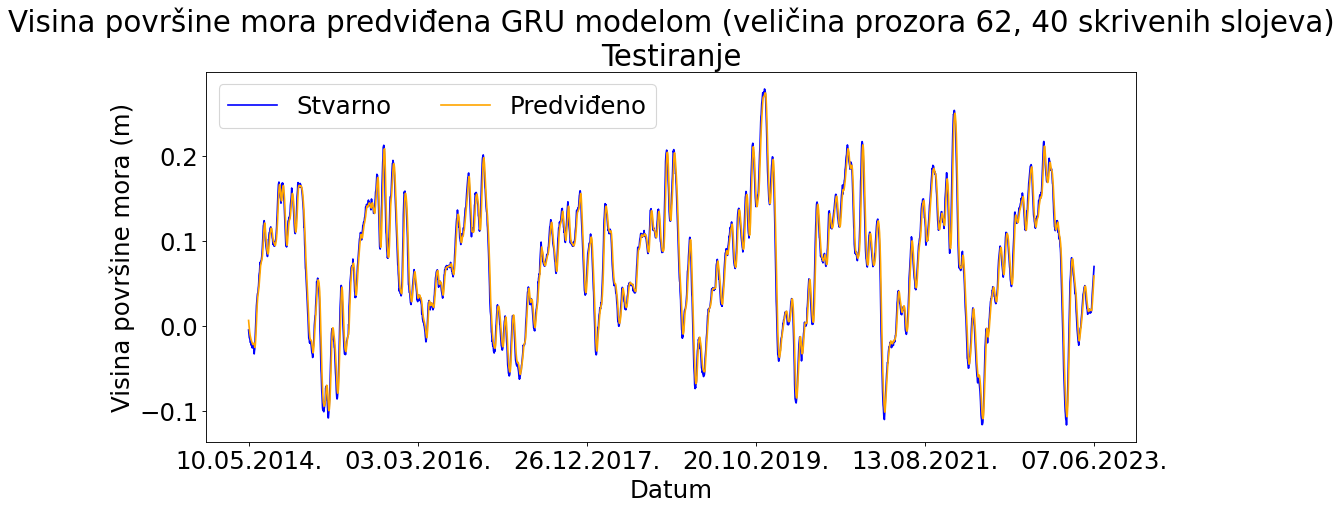 Visina površine mora predviđena GRU modelom (veličina prozora 62, 40 skrivenih slojeva)
Testiranje
Stvarno
Predviđeno
Visina površine mora (m)
0.2
0.1
0.0
−0.1
10.05.2014. 03.03.2016. 26.12.2017. 20.10.2019. 13.08.2021. 07.06.2023.
Datum